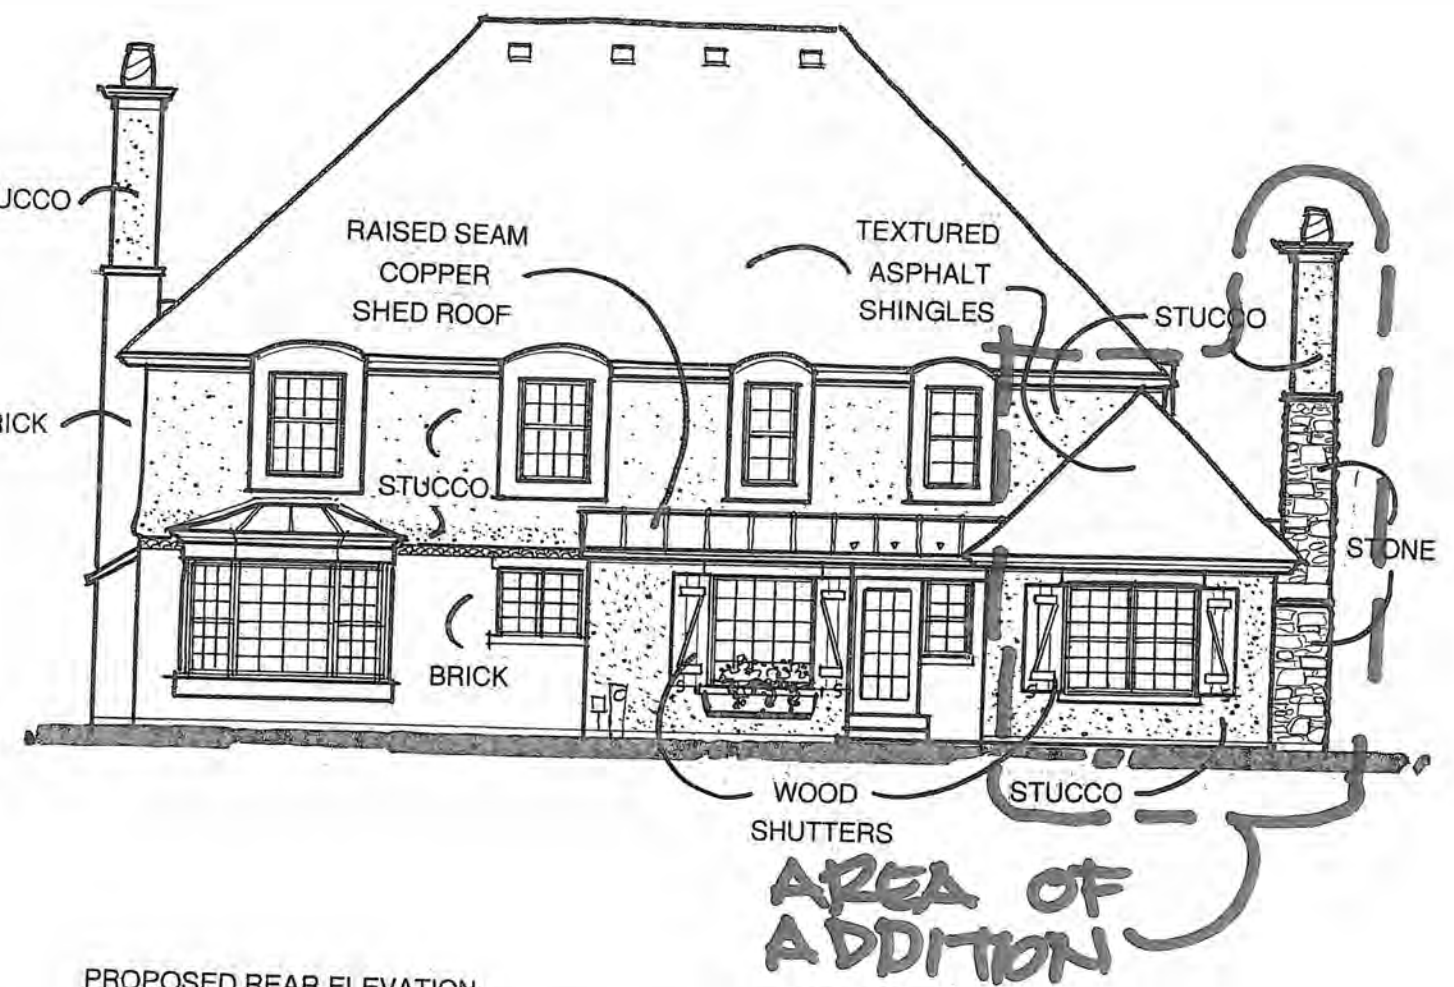 UCCO
RAISED SEAM
COPPER
SHED ROOF
TEXTURED
ASPHALT
SHINGLES
STUCCO
RICK
STUCCO
STONE
BRICK
WOOD
SHUTTERS
STUCCO
AREA OF
ADDITION
PROPOSED REAR ELEVATION